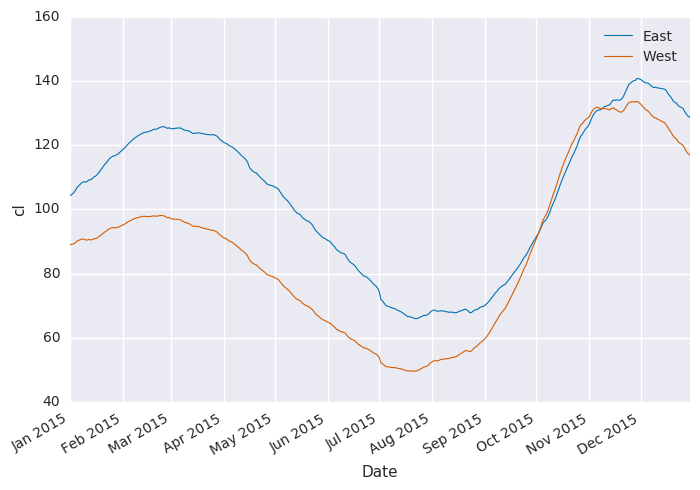 160
140
120
100
80
60
40
cl
East
West
Jan 2015
Feb 2015
Mar 2015
Apr 2015
May 2015
Jun 2015
Jul 2015
Aug 2015
Sep 2015
Oct 2015
Nov 2015
Dec 2015
Date